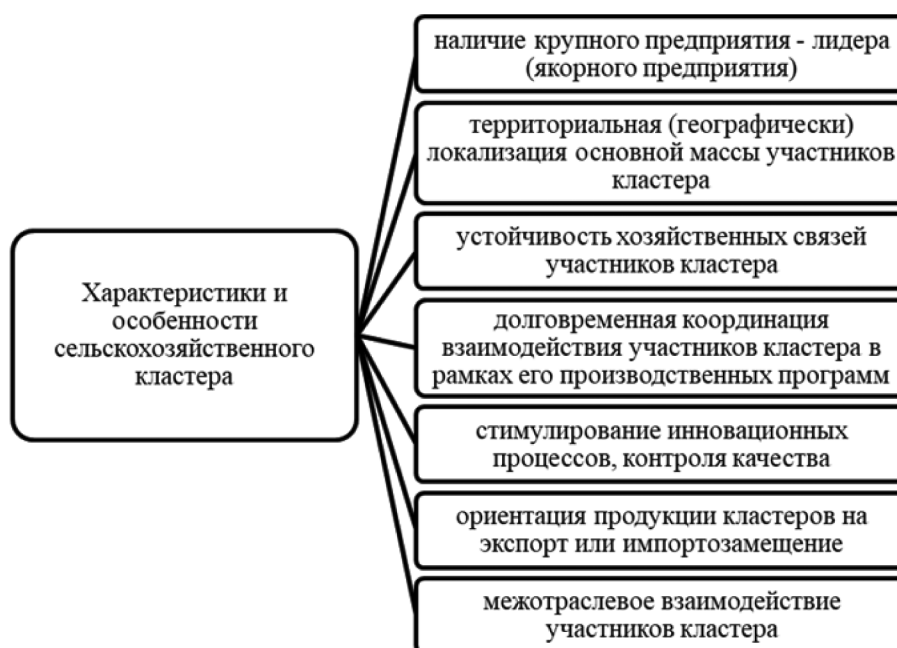 Характеристики и
особенности
сельскохозяйственного
кластера
наличие крупного предприятия - лидера
(якорного предприятия)
территориальная (географически)
локализация основной массы участников
кластера
устойчивость хозяйственных связей
участников кластера
долговременная координация
взаимодействия участников кластера в
рамках его производственных программ
стимулирование инновационных
процессов, контроля качества
ориентация продукции кластеров на
экспорт или импортозамещение
межотраслевое взаимодействие
участников кластера